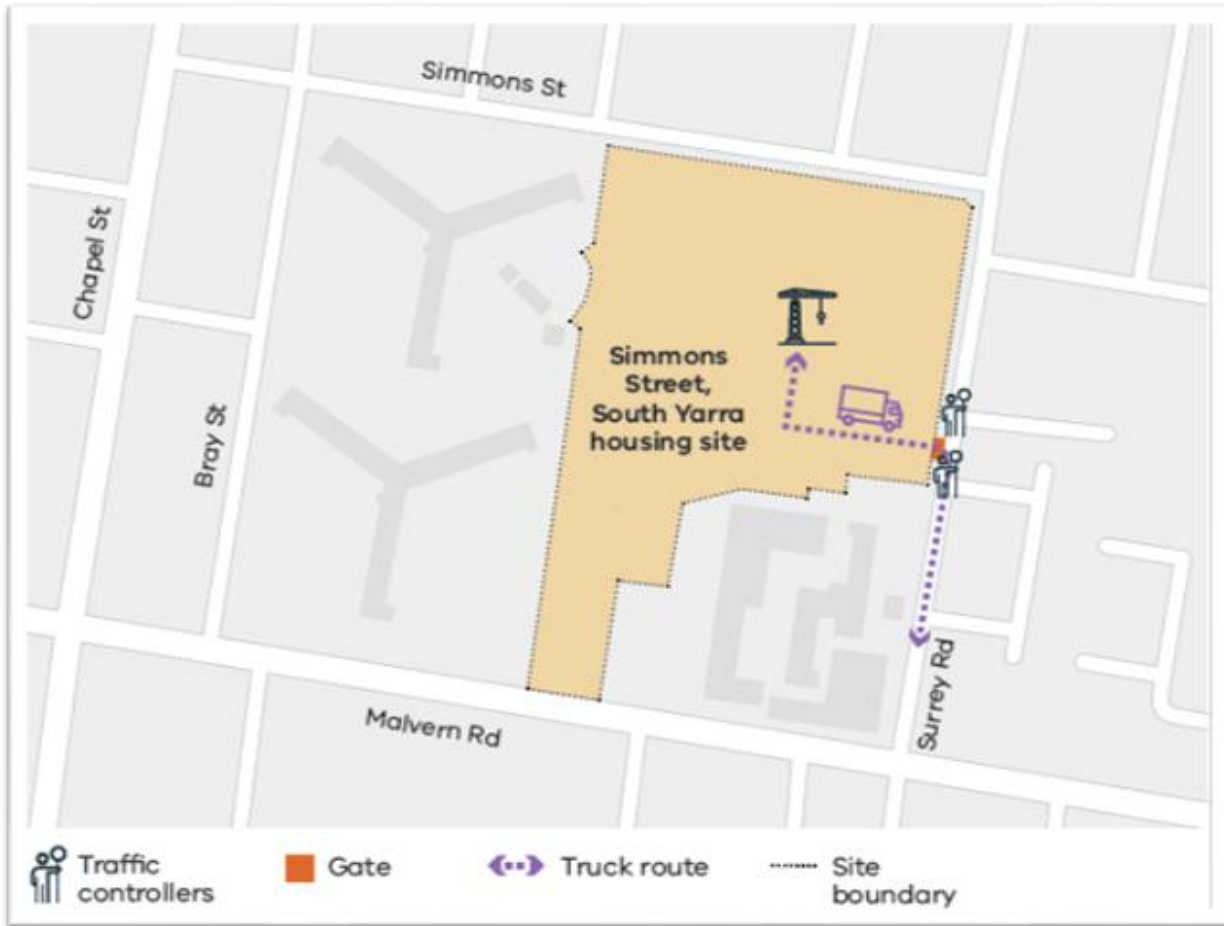 Simmons St
Chapel St
Simmons
Street,
South Yarra
housing site
Bray St
Surrey Rd
Malvern Rd
Traffic
controllers
Gate
Truck route
Site
boundary